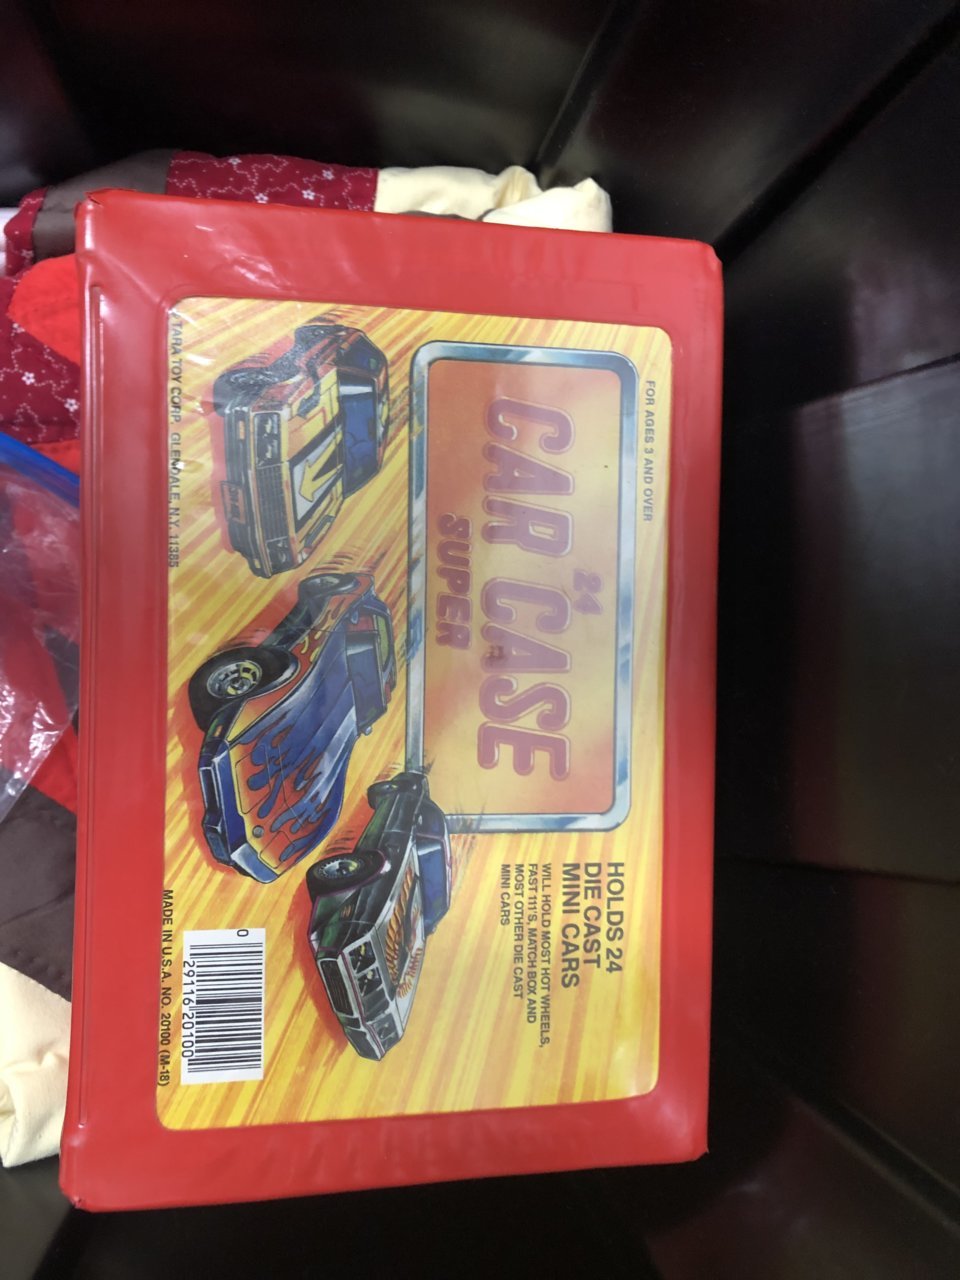 FOR AGES 3 AND OVER
24
CAR CASE
SUPER
HOLDS 24
DIE CAST
MINI CARS
WILL HOLD MOST HOT WHEELS,
FAST 111'S, MATCH BOX AND
MOST OTHER DIE CAST
MINI CARS
TARA TOY CORP. GLENDALE, N.Y. 11385
0 29116 20100
MADE IN U.S.A. NO. 20100 (M-18)